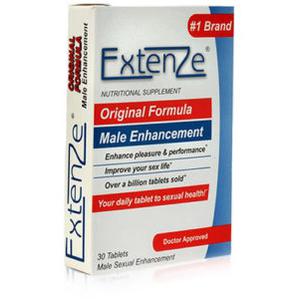 #1 Brand
ExtenZe®
NUTRITIONAL SUPPLEMENT
Original Formula
Male Enhancement
Enhance pleasure & performance*
Improve your sex life*
Over a billion tablets sold*
Your daily tablet to sexual health!*
Doctor Approved
30 Tablets
Male Sexual Enhancement
ORIGINAL FORMULA
Male Enhancement
ExtenZe®